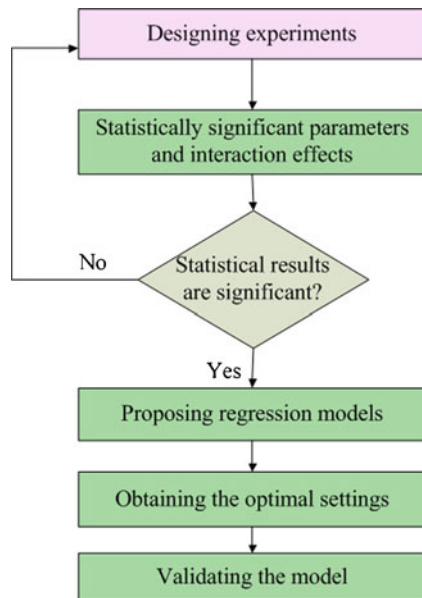 Designing experiments
Statistically significant parameters
and interaction effects
Statistical results
are significant?
No
Yes
Proposing regression models
Obtaining the optimal settings
Validating the model